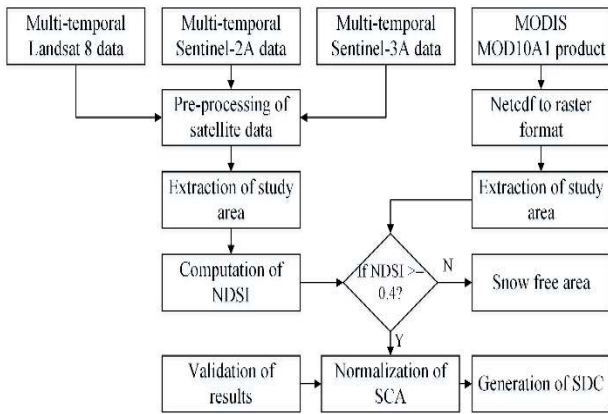 Multi-temporal
Landsat 8 data
Multi-temporal
Sentinel-2A data
Multi-temporal
Sentinel-3A data
MODIS
MOD10A1 product
Pre-processing of
satellite data
Netcdf to raster
format
Extraction of study
area
Extraction of study
area
Computation of
NDSI
If NDSI >=
0.4?
N
Snow free area
Y
Validation of
results
Normalization of
SCA
Generation of SDC